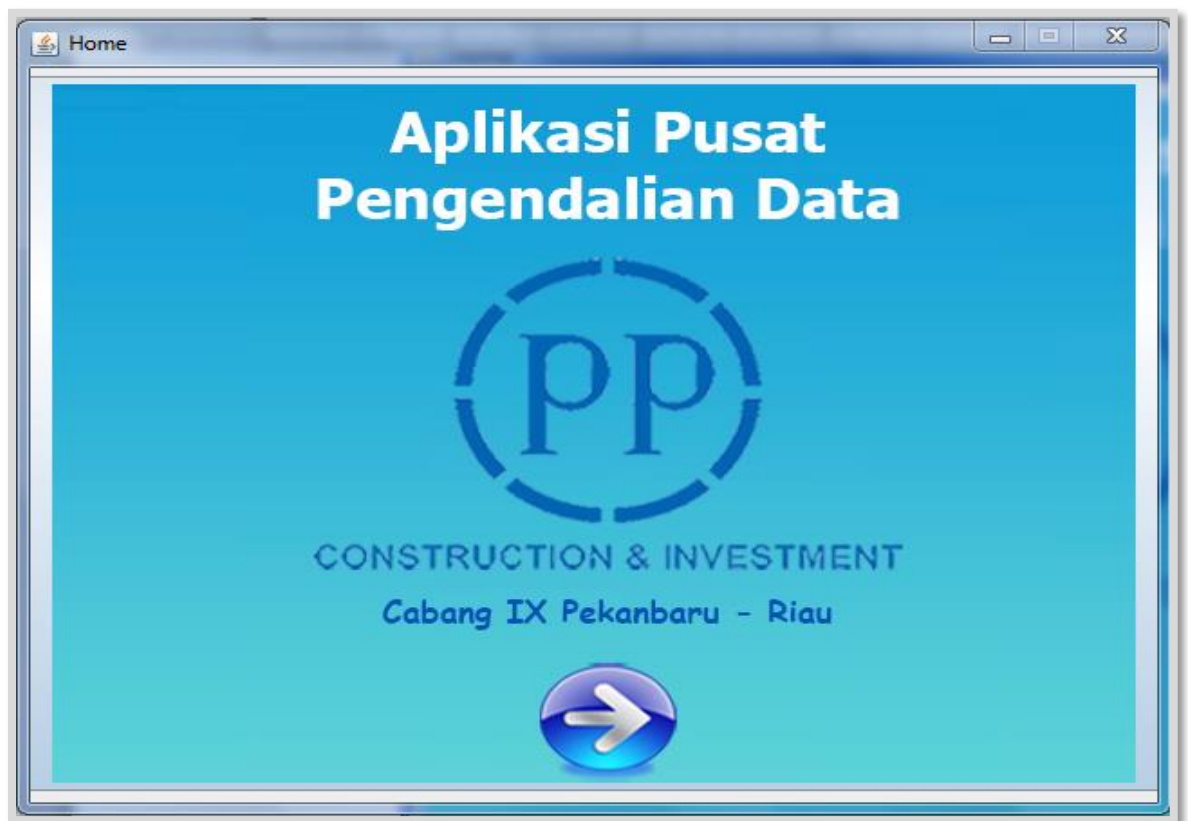 Home
Aplikasi Pusat
Pengendalian Data
PP
CONSTRUCTION & INVESTMENT
Cabang IX Pekanbaru - Riau